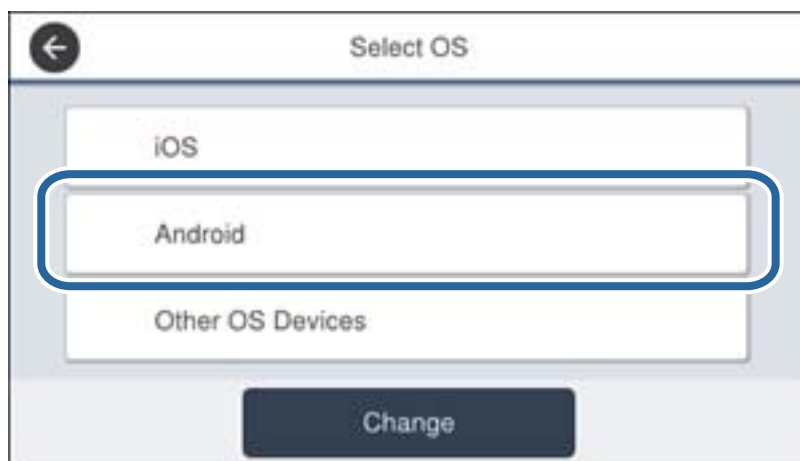 Select OS
iOS
Android
Other OS Devices
Change